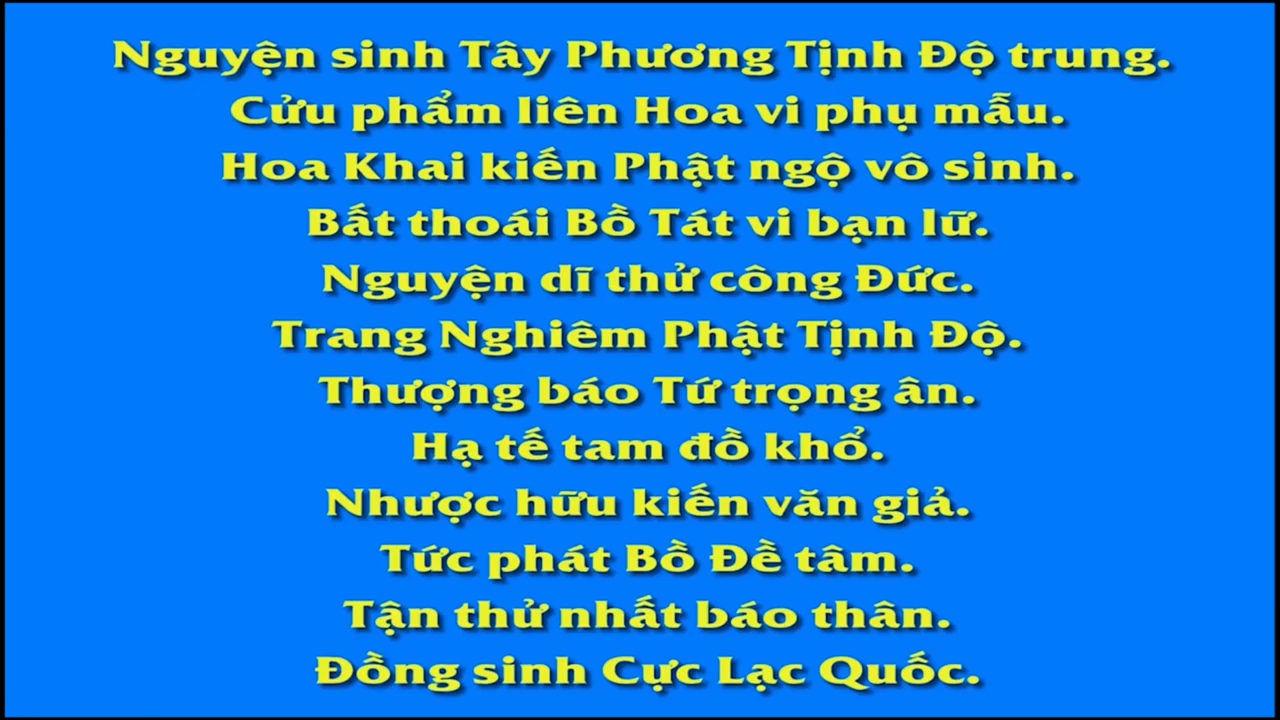 Nguyện sinh Tây Phương Tịnh Độ trung.
Cửu phẩm liên Hoa vi phụ mẫu.
Hoa Khai kiến Phật ngộ vô sinh.
Bất thoái Bồ Tát vi bạn lữ.
Nguyện dĩ thử công Đức.
Trang Nghiêm Phật Tịnh Độ.
Thượng báo Tứ trọng ân.
Hạ tế tam đồ khổ.
Nhược hữu kiến văn giả.
Tức phát Bồ Đề tâm.
Tận thử nhất báo thân.
Đồng sinh Cực Lạc Quốc.